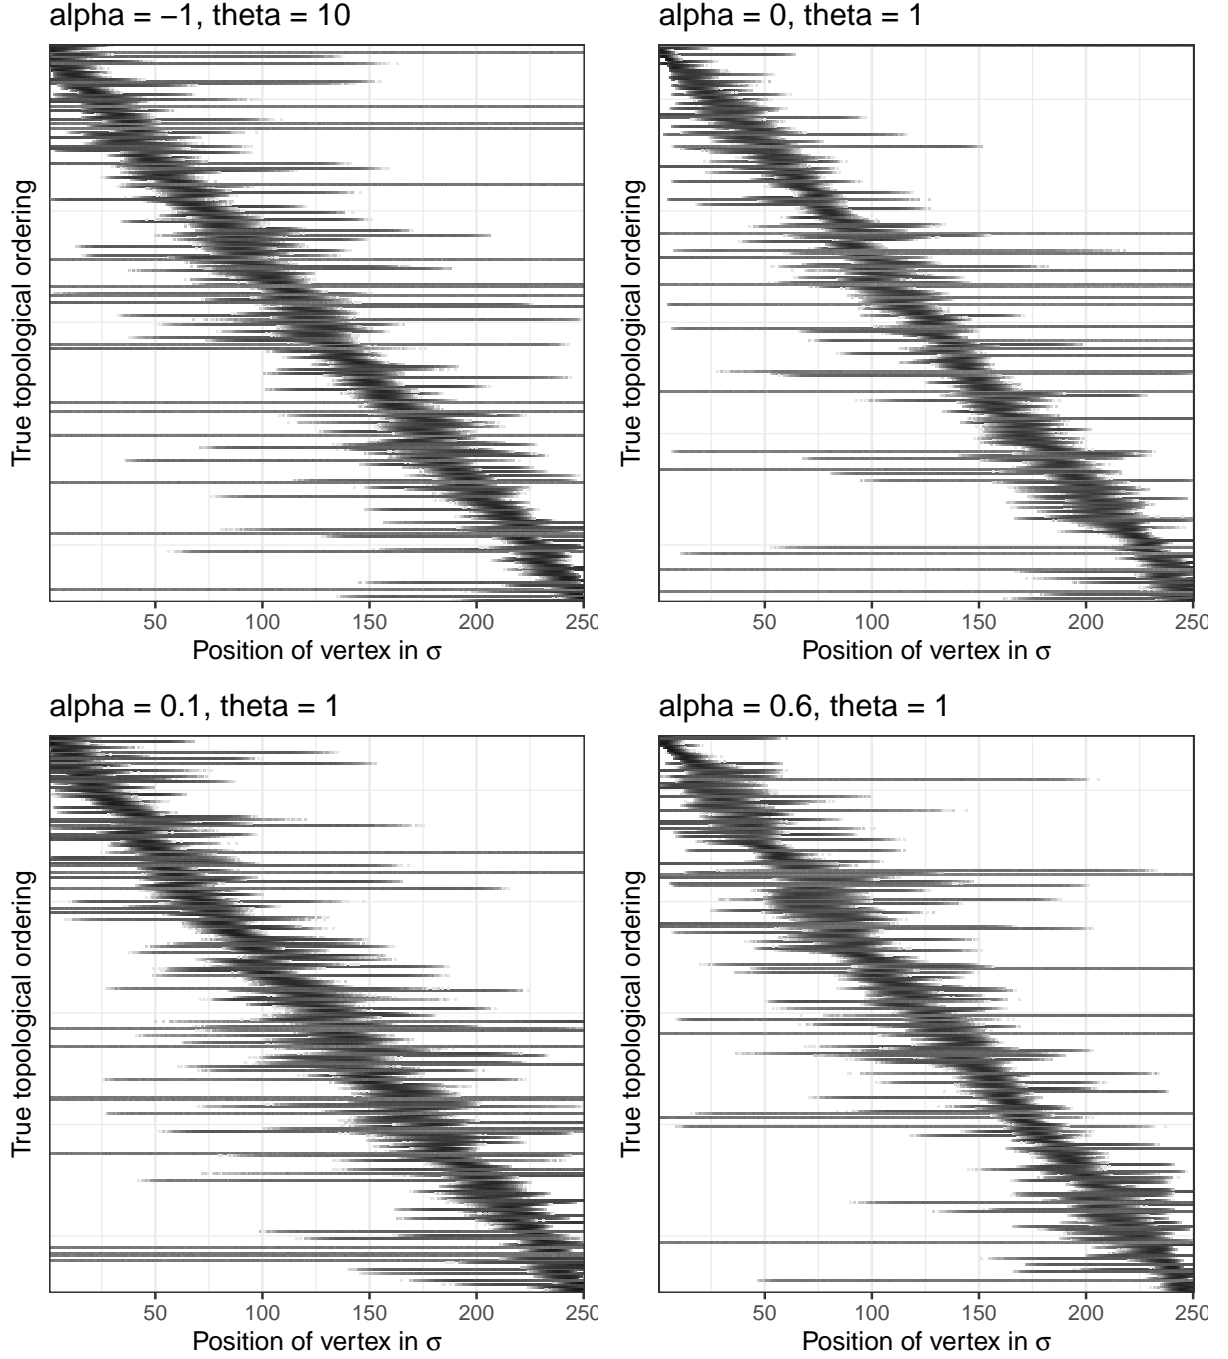 alpha = −1, theta = 10
True topological ordering
50 100 150 200 250
Position of vertex in σ
alpha = 0, theta = 1
True topological ordering
50 100 150 200 250
Position of vertex in σ
alpha = 0.1, theta = 1
True topological ordering
50 100 150 200 250
Position of vertex in σ
alpha = 0.6, theta = 1
True topological ordering
50 100 150 200 250
Position of vertex in σ